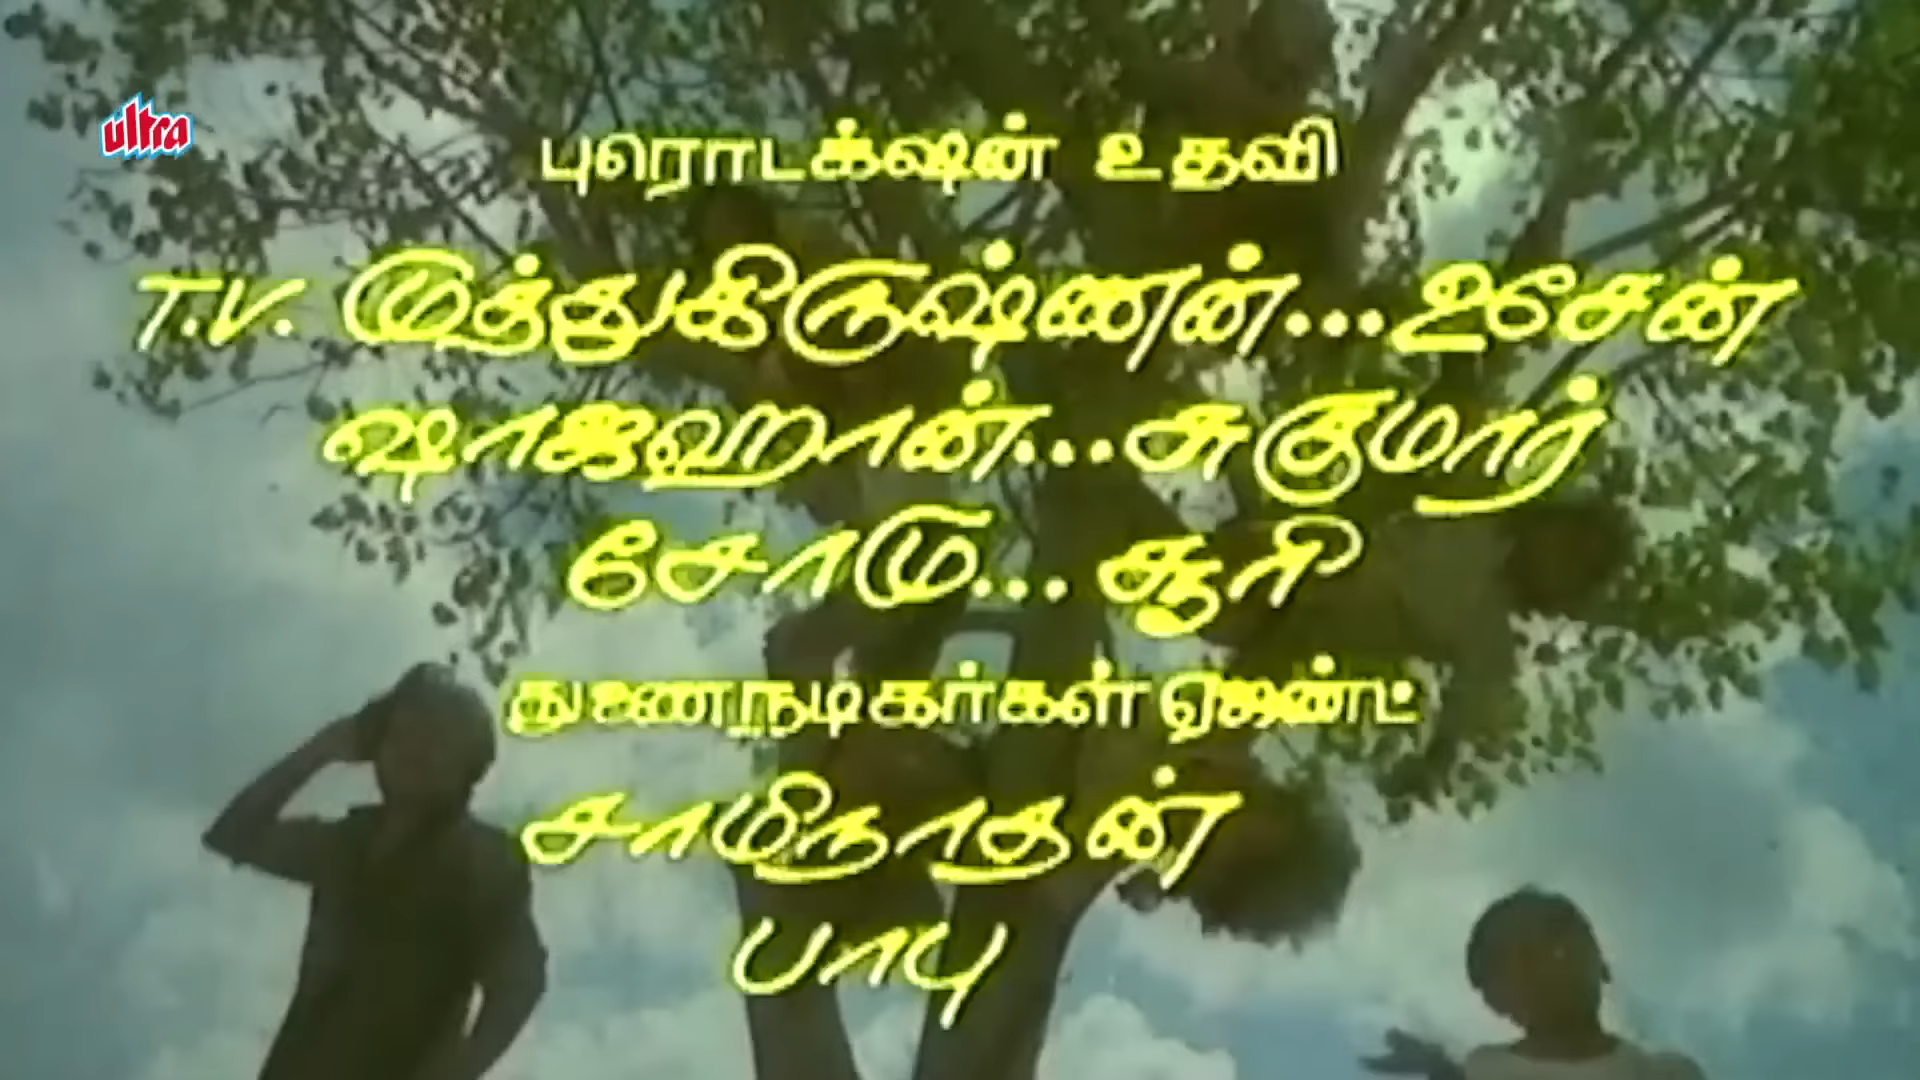 ultra
புரொடக்‌ஷன் உதவி
T.V. முத்துகிருஷ்ணன்...உசேன்
ஷாஜஹான்...சுகுமார்
சோமு... சூரி
துணைநடிகர்கள் ஏஜண்ட்
சாமிநாதன்
பாபு